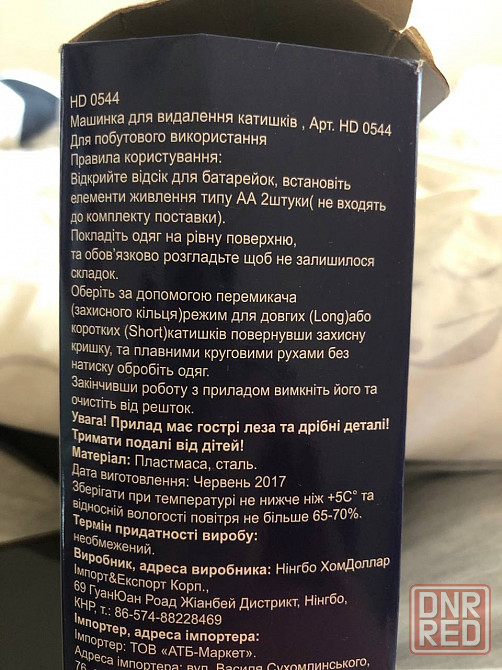 HD 0544
Машинка для видалення катишків , Арт. HD 0544
Для побутового використання
Правила користування:
Відкрийте відсік для батарейок, встановіть
елементи живлення типу АА 2штуки( не входять
до комплекту поставки).
Покладіть одяг на рівну поверхню,
та обов'язково розгладьте щоб не залишилося
складок.
Оберіть за допомогою перемикача
(захисного кільця)режим для довгих (Long)або
коротких (Short)катишків повернувши захисну
кришку, та плавними круговими рухами без
натиску обробіть одяг.
Закінчивши роботу з приладом вимкніть його та
очистіть від решток.
Увага! Прилад має гострі леза та дрібні деталі!
Тримати подалі від дітей!
Матеріал: Пластмаса, сталь.
Дата виготовлення: Червень 2017
Зберігати при температурі не нижче ніж +5С° та
відносній вологості повітря не більше 65-70%.
Термін придатності виробу:
необмежений.
Виробник, адреса виробника: Нінгбо ХомДоллар
Імпорт&Експорт Корп.,
69 ГуанЮан Роад Жіанбей Дистрикт, Нінгбо,
КНР, т.: 86-574-88228469
Імпортер, адреса імпортера:
Імпортер: ТОВ «АТБ-Маркет».
Адреса імпортера: вул. Василя Сухомлинського,
76
DNR
RED